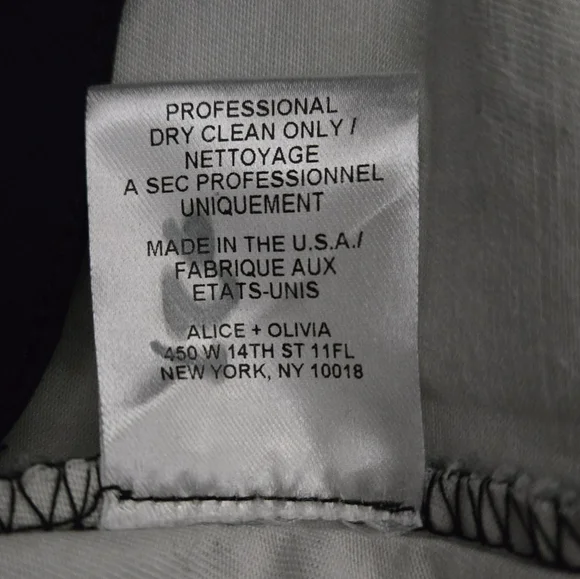 PROFESSIONAL
DRY CLEAN ONLY /
NETTOYAGE
A SEC PROFESSIONNEL
UNIQUEMENT
MADE IN THE U.S.A./
FABRIQUE AUX
ETATS-UNIS
ALICE + OLIVIA
450 W 14TH ST 11FL
NEW YORK, NY 10018